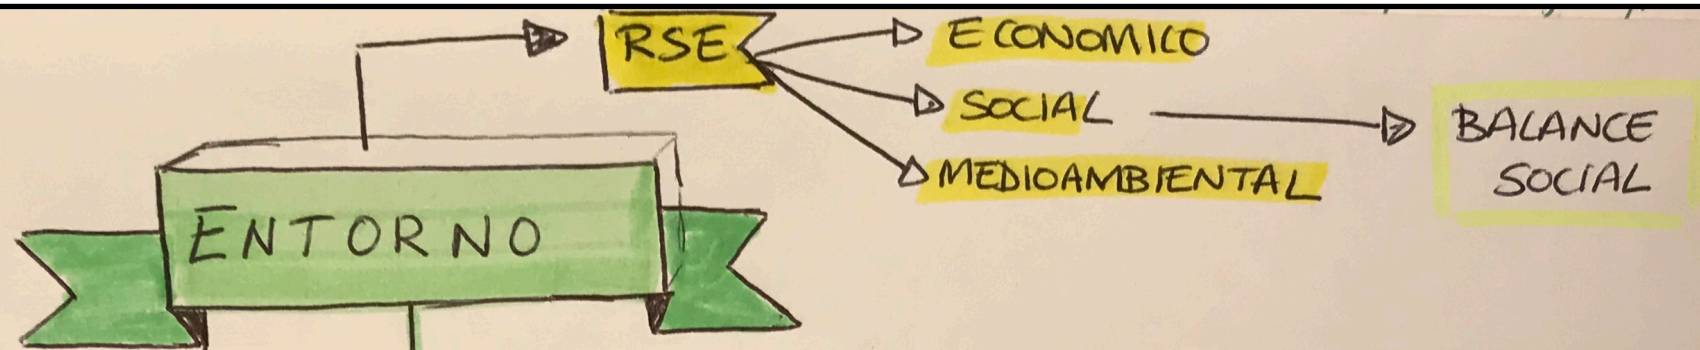 RSE
ECONOMICO
SOCIAL
MEDIOAMBIENTAL
BALANCE
SOCIAL
ENTORNO